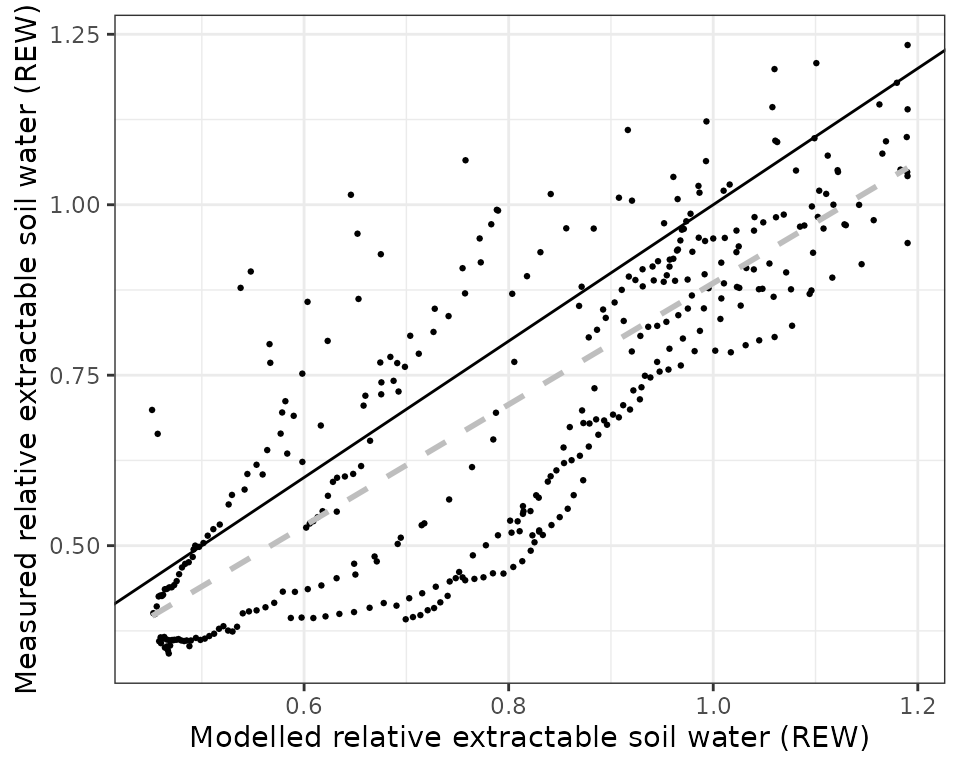 Measured relative extractable soil water (REW)
1.25
1.00
0.75
0.50
0.6 0.8 1.0 1.2
Modelled relative extractable soil water (REW)